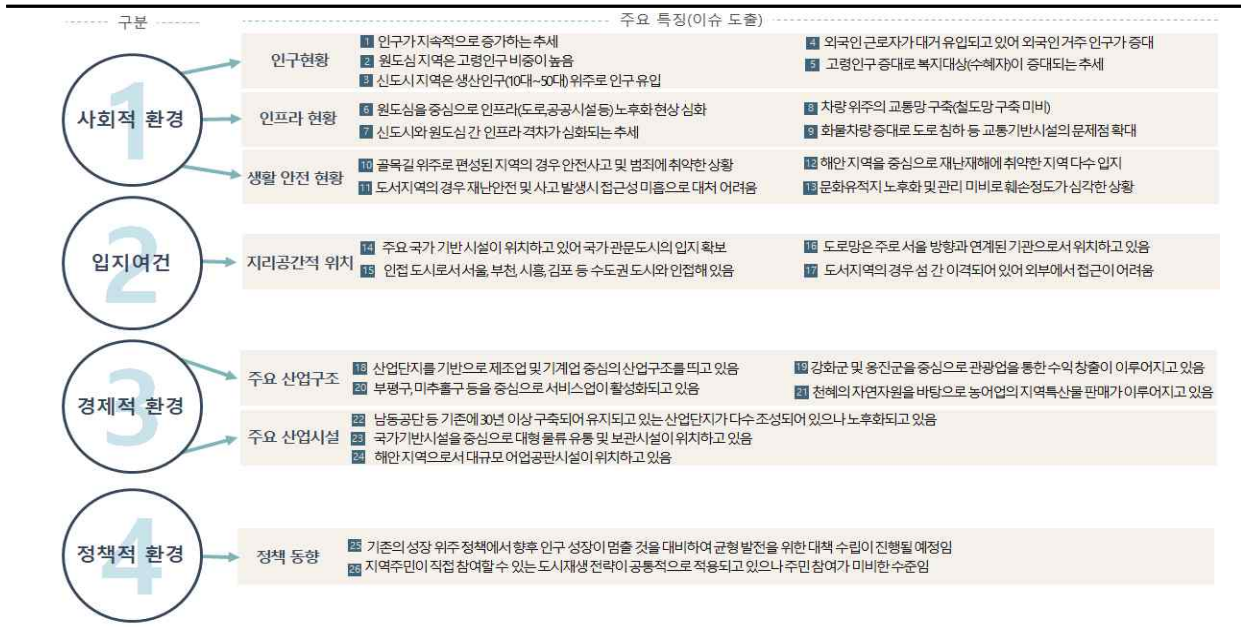 구분
주요 특징(이슈 도출)
1
사회적 환경
인구현황
1 인구가 지속적으로 증가하는 추세
2 원도심 지역은 고령인구 비중이 높음
3 신도시 지역은 생산인구(10대~50대) 위주로 인구 유입
4 외국인 근로자가 대거 유입되고 있어 외국인 거주 인구가 증대
5 고령인구 증대로 복지대상(수혜자)이 증대되는 추세
인프라 현황
6 원도심을 중심으로 인프라(도로,공공시설 등) 노후화 현상 심화
7 신도시와 원도심 간 인프라 격차가 심화되는 추세
8 차량 위주의 교통망 구축(철도망 구축 미비)
9 화물차량 증대로 도로 침하 등 교통기반시설의 문제점 확대
생활 안전 현황
10 골목길 위주로 편성된 지역의 경우 안전사고 및 범죄에 취약한 상황
11 도서지역의 경우 재난안전 및 사고 발생시 접근성 미흡으로 대처 어려움
12 해안 지역을 중심으로 재난재해에 취약한 지역 다수 입지
13 문화유적지 노후화 및 관리 미비로 훼손정도가 심각한 상황
2
입지여건
지리공간적 위치
14 주요 국가 기반 시설이 위치하고 있어 국가 관문도시의 입지 확보
15 인접 도시로서 서울, 부천, 시흥, 김포 등 수도권 도시와 인접해 있음
16 도로망은 주로 서울 방향과 연계된 기관으로서 위치하고 있음
17 도서지역의 경우 섬 간 이격되어 있어 외부에서 접근이 어려움
3
경제적 환경
주요 산업구조
18 산업단지를 기반으로 제조업 및 기계업 중심의 산업구조를 띄고 있음
20 부평구, 미추홀구 등을 중심으로 서비스업이 활성화되고 있음
19 강화군 및 옹진군을 중심으로 관광업을 통한 수익 창출이 이루어지고 있음
21 천혜의 자연자원을 바탕으로 농어업의 지역특산물 판매가 이루어지고 있음
주요 산업시설
22 남동공단 등 기존에 30년 이상 구축되어 유지되고 있는 산업단지가 다수 조성되어 있으나 노후화되고 있음
23 국가기반시설을 중심으로 대형 물류 유통 및 보관시설이 위치하고 있음
24 해안 지역으로서 대규모 어업공판시설이 위치하고 있음
4
정책적 환경
정책 동향
25 기존의 성장 위주 정책에서 향후 인구 성장이 멈출 것을 대비하여 균형 발전을 위한 대책 수립이 진행될 예정임
26 지역주민이 직접 참여할 수 있는 도시재생 전략이 공통적으로 적용되고 있으나 주민 참여가 미비한 수준임